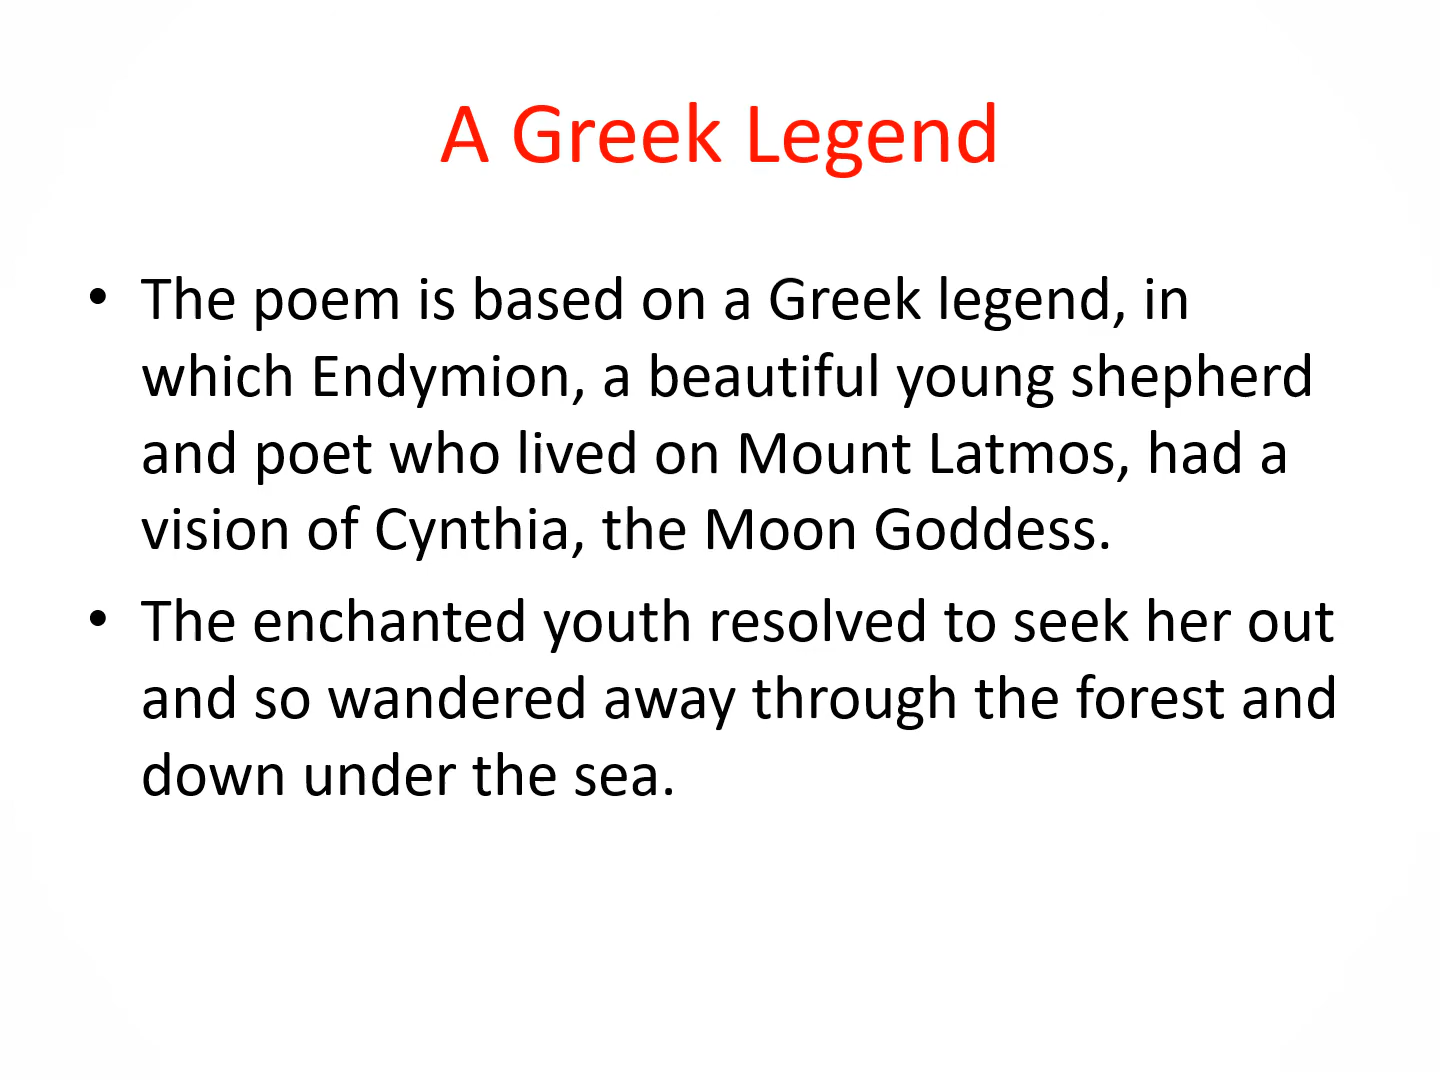 A Greek Legend
• The poem is based on a Greek legend, in
which Endymion, a beautiful young shepherd
and poet who lived on Mount Latmos, had a
vision of Cynthia, the Moon Goddess.
• The enchanted youth resolved to seek her out
and so wandered away through the forest and
down under the sea.